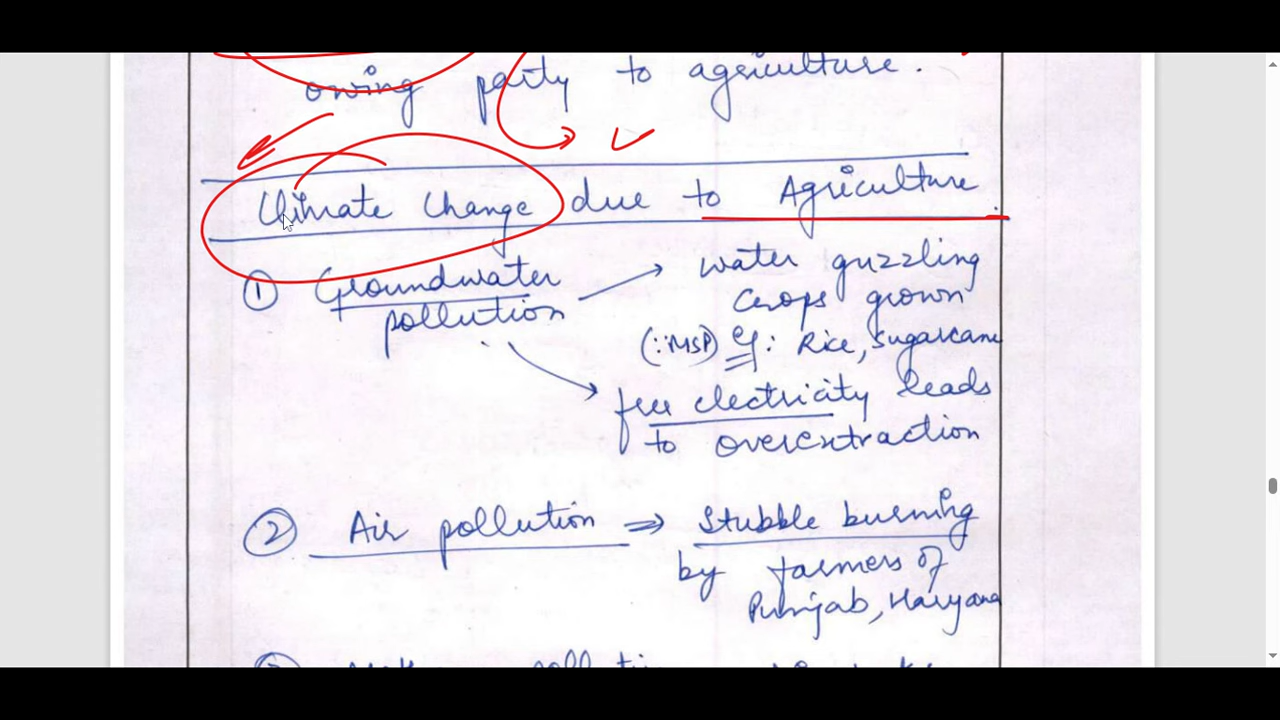 owing party to agriculture.
Climate Change due to Agriculture
① Groundwater pollution → water guzzling
crops grown
(∵MSP) eg: Rice, Sugarcane
→ free electricity leads
to overextraction
② Air pollution ⇒ Stubble burning
by farmers of
Punjab, Haryana